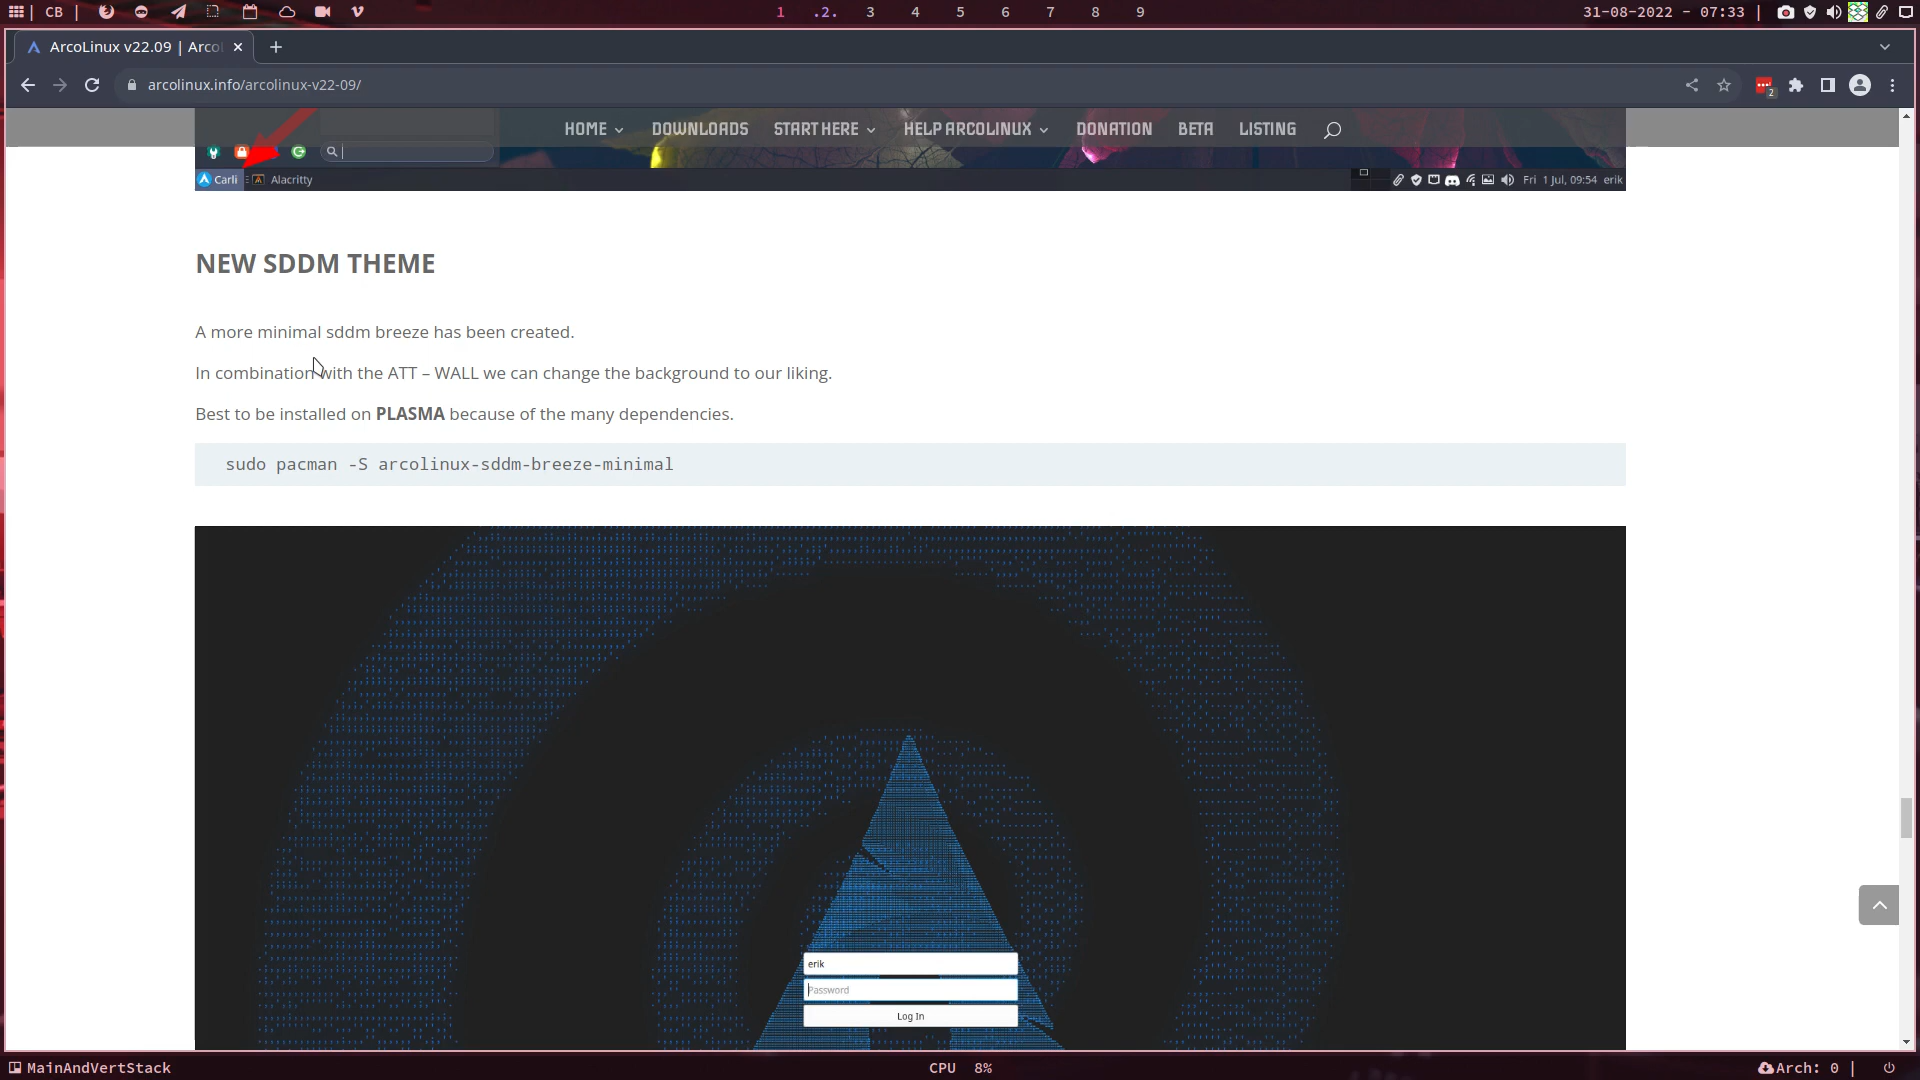 CB
1 .2. 3 4 5 6 7 8 9
31-08-2022 - 07:33
ArcoLinux v22.09 | Arco
arcolinux.info/arcolinux-v22-09/
2
HOME DOWNLOADS START HERE HELP ARCOLINUX DONATION BETA LISTING
Carli Alacritty Fri 1 Jul, 09:54 erik
NEW SDDM THEME
A more minimal sddm breeze has been created.
In combination with the ATT – WALL we can change the background to our liking.
Best to be installed on PLASMA because of the many dependencies.
sudo pacman -S arcolinux-sddm-breeze-minimal
erik
Password
Log In
MainAndVertStack CPU 8% Arch: 0